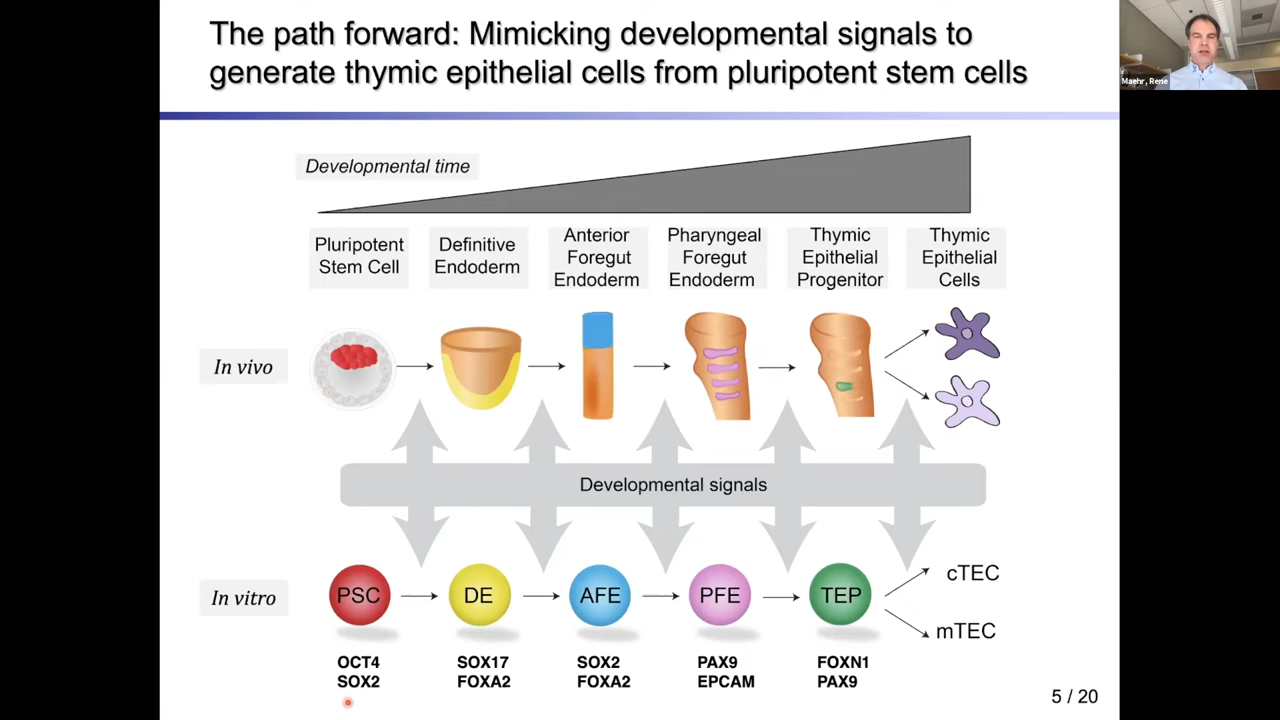 The path forward: Mimicking developmental signals to
generate thymic epithelial cells from pluripotent stem cells
Maehr, Rene
Developmental time
Pluripotent
Stem Cell
Definitive
Endoderm
Anterior
Foregut
Endoderm
Pharyngeal
Foregut
Endoderm
Thymic
Epithelial
Progenitor
Thymic
Epithelial
Cells
In vivo
Developmental signals
In vitro
PSC
DE
AFE
PFE
TEP
cTEC
mTEC
OCT4
SOX2
SOX17
FOXA2
SOX2
FOXA2
PAX9
EPCAM
FOXN1
PAX9
5 / 20